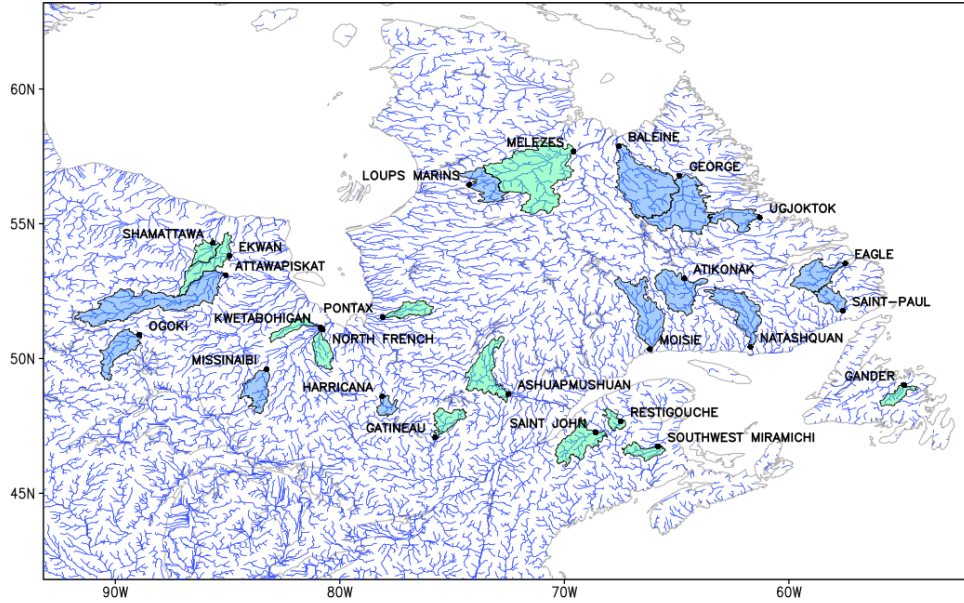 60N
BALEINE
MELEZES
GEORGE
LOUPS MARINS
UGJOKTOK
55N
SHAMATTAWA
EKWAN
ATTAWAPISKAT
EAGLE
ATIKONAK
SAINT-PAUL
PONTAX
KWETABOHIGAN
OGOKI
NORTH FRENCH
MOISIE
NATASHQUAN
50N
MISSINAIBI
HARRICANA
ASHUAPMUSHUAN
GANDER
GATINEAU
SAINT JOHN
RESTIGOUCHE
SOUTHWEST MIRAMICHI
45N
90W
80W
70W
60W